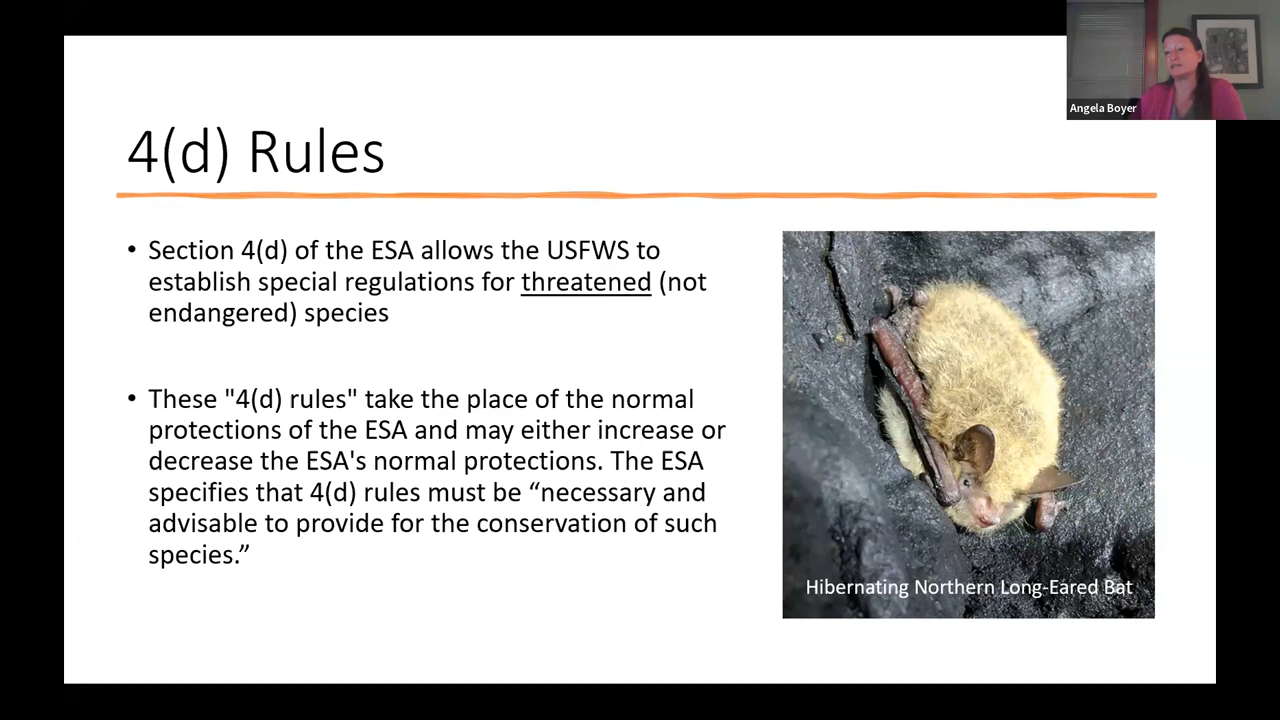 Angela Boyer
4(d) Rules
• Section 4(d) of the ESA allows the USFWS to
establish special regulations for threatened (not
endangered) species
• These "4(d) rules" take the place of the normal
protections of the ESA and may either increase or
decrease the ESA's normal protections. The ESA
specifies that 4(d) rules must be “necessary and
advisable to provide for the conservation of such
species.”
Hibernating Northern Long-Eared Bat